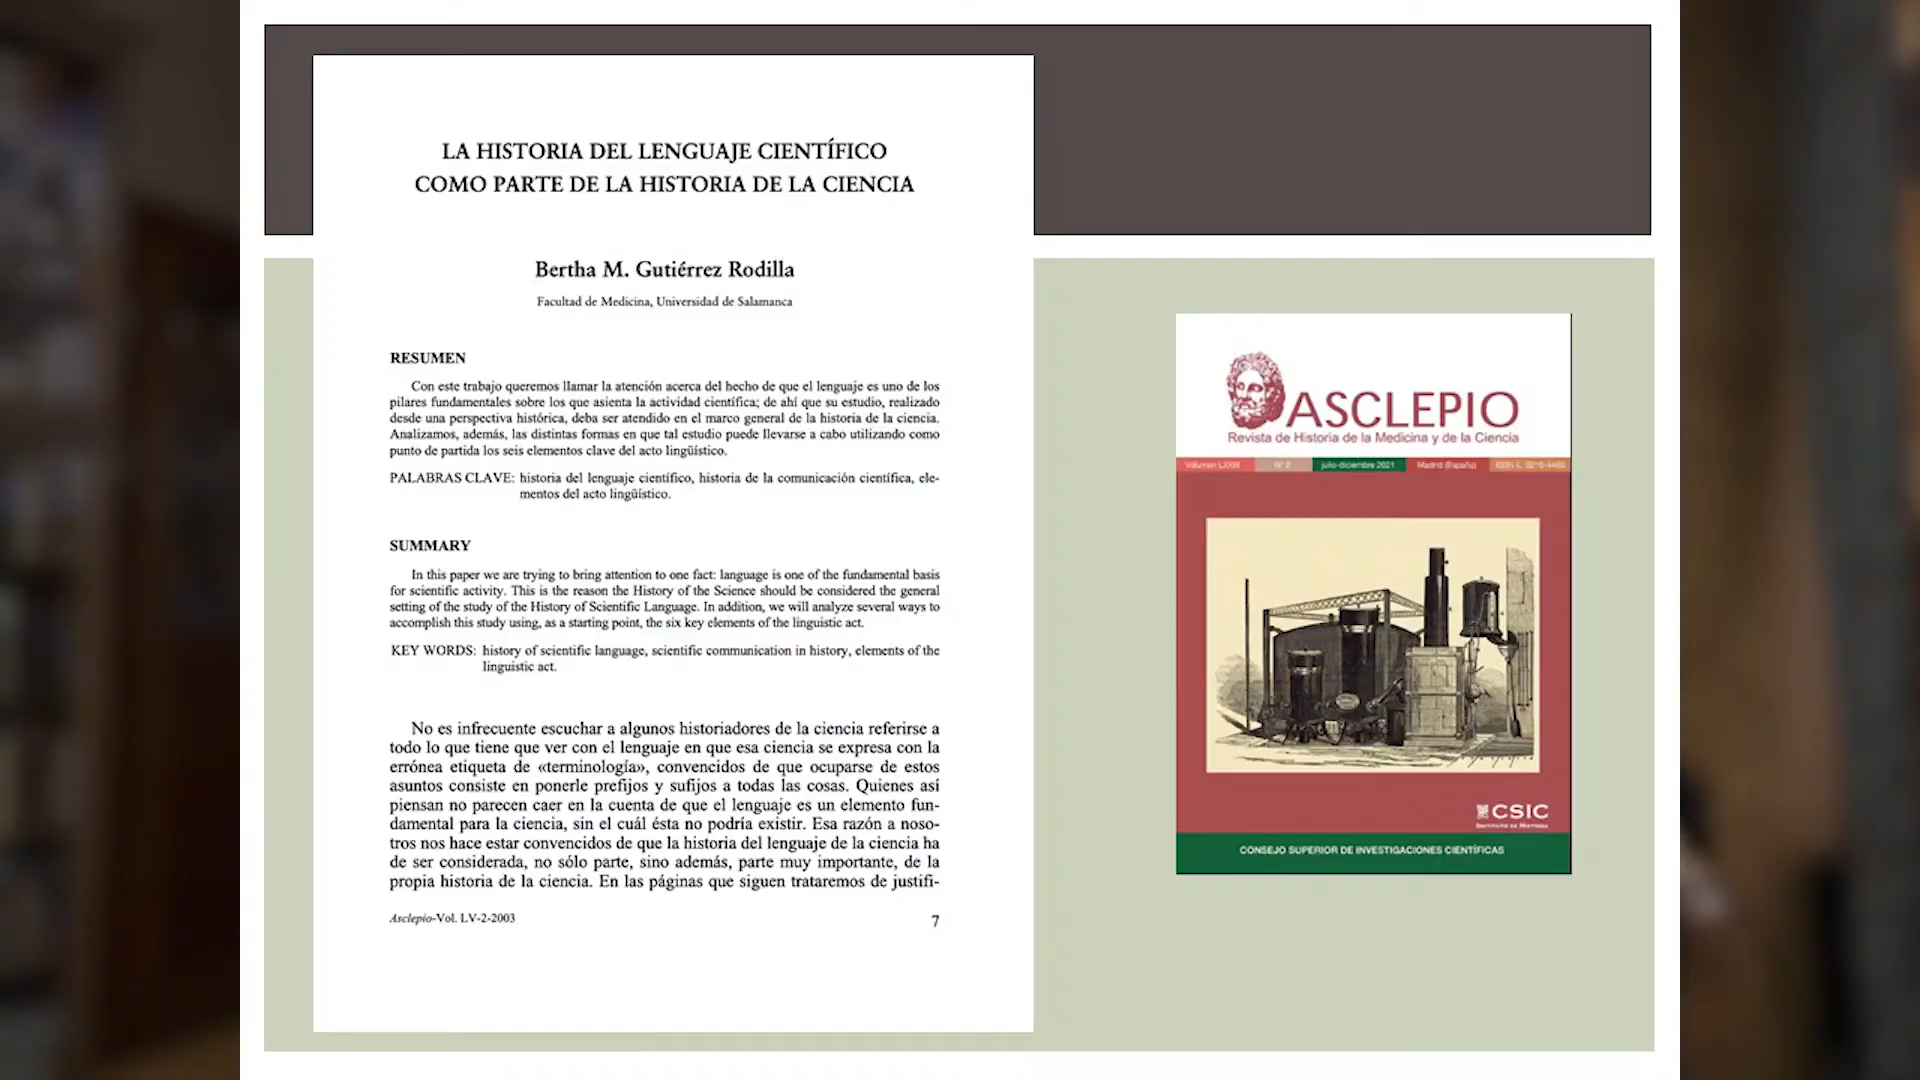 LA HISTORIA DEL LENGUAJE CIENTÍFICO
COMO PARTE DE LA HISTORIA DE LA CIENCIA
Bertha M. Gutiérrez Rodilla
Facultad de Medicina, Universidad de Salamanca
RESUMEN
Con este trabajo queremos llamar la atención acerca del hecho de que el lenguaje es uno de los
pilares fundamentales sobre los que asienta la actividad científica; de ahí que su estudio, realizado
desde una perspectiva histórica, deba ser atendido en el marco general de la historia de la ciencia.
Analizamos, además, las distintas formas en que tal estudio puede llevarse a cabo utilizando como
punto de partida los seis elementos clave del acto lingüístico.
PALABRAS CLAVE: historia del lenguaje científico, historia de la comunicación científica, ele-
mentos del acto lingüístico.
SUMMARY
In this paper we are trying to bring attention to one fact: language is one of the fundamental basis
for scientific activity. This is the reason the History of the Science should be considered the general
setting of the study of the History of Scientific Language. In addition, we will analyze several ways to
accomplish this study using, as a starting point, the six key elements of the linguistic act.
KEY WORDS: history of scientific language, scientific communication in history, elements of the
linguistic act.
No es infrecuente escuchar a algunos historiadores de la ciencia referirse a
todo lo que tiene que ver con el lenguaje en que esa ciencia se expresa con la
errónea etiqueta de «terminología», convencidos de que ocuparse de estos
asuntos consiste en ponerle prefijos y sufijos a todas las cosas. Quienes así
piensan no parecen caer en la cuenta de que el lenguaje es un elemento fun-
damental para la ciencia, sin el cuál ésta no podría existir. Esa razón a noso-
tros nos hace estar convencidos de que la historia del lenguaje de la ciencia ha
de ser considerada, no sólo parte, sino además, parte muy importante, de la
propia historia de la ciencia. En las páginas que siguen trataremos de justifi-
Asclepio-Vol. LV-2-2003
7
ASCLEPIO
Revista de Historia de la Medicina y de la Ciencia
Volumen LXXIII Nº 2 julio-diciembre 2021 Madrid (España) ISSN-L: 0210-4466
CSIC
INSTITUTO DE HISTORIA
CONSEJO SUPERIOR DE INVESTIGACIONES CIENTÍFICAS